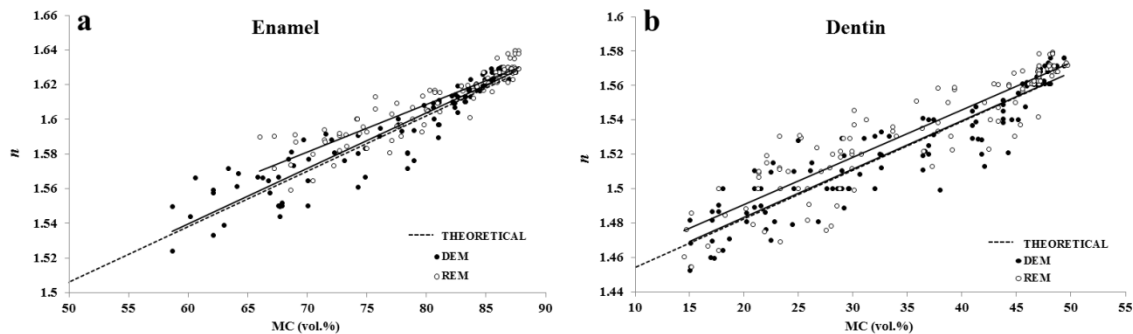 a
Enamel
1.66
1.64
1.62
1.6
1.58
1.56
1.54
1.52
1.5
n
50
55
60
65
70
75
80
85
90
MC (vol.%)
THEORETICAL
DEM
REM
b
Dentin
1.6
1.58
1.56
1.54
1.52
1.5
1.48
1.46
1.44
n
10
15
20
25
30
35
40
45
50
55
MC (vol.%)
THEORETICAL
DEM
REM